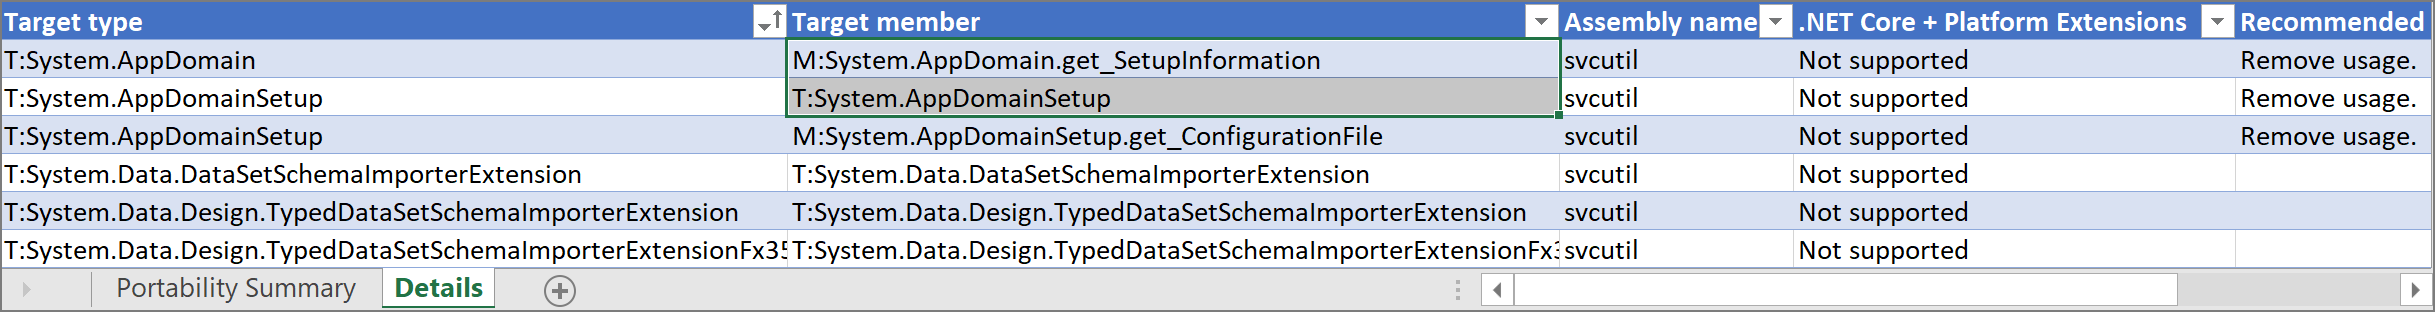 Target type Target member Assembly name .NET Core + Platform Extensions Recommended
T:System.AppDomain M:System.AppDomain.get_SetupInformation svcutil Not supported Remove usage.
T:System.AppDomainSetup T:System.AppDomainSetup svcutil Not supported Remove usage.
T:System.AppDomainSetup M:System.AppDomainSetup.get_ConfigurationFile svcutil Not supported Remove usage.
T:System.Data.DataSetSchemaImporterExtension T:System.Data.DataSetSchemaImporterExtension svcutil Not supported
T:System.Data.Design.TypedDataSetSchemaImporterExtension T:System.Data.Design.TypedDataSetSchemaImporterExtension svcutil Not supported
T:System.Data.Design.TypedDataSetSchemaImporterExtensionFx35 T:System.Data.Design.TypedDataSetSchemaImporterExtensionFx3 svcutil Not supported
Portability Summary Details